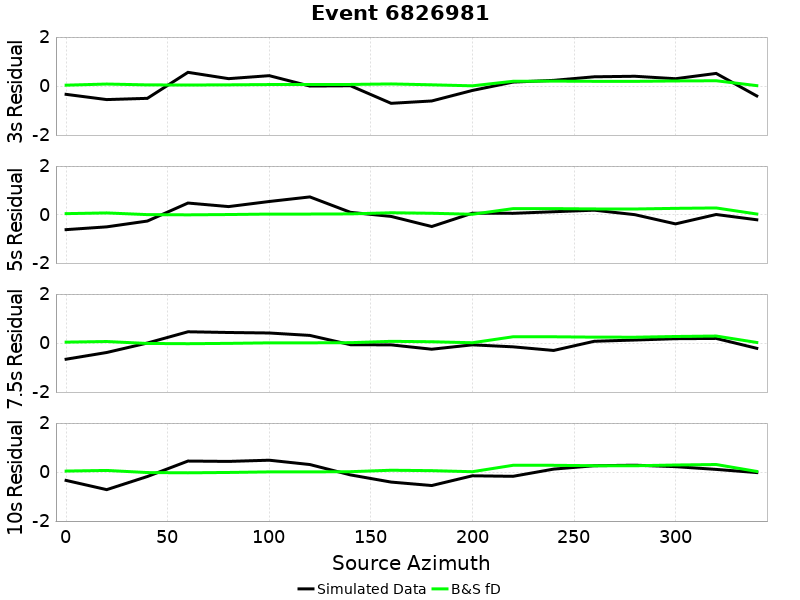 Event 6826981
3s Residual
2
0
-2
5s Residual
2
0
-2
7.5s Residual
2
0
-2
10s Residual
2
0
-2
0 50 100 150 200 250 300
Source Azimuth
Simulated Data B&S fD